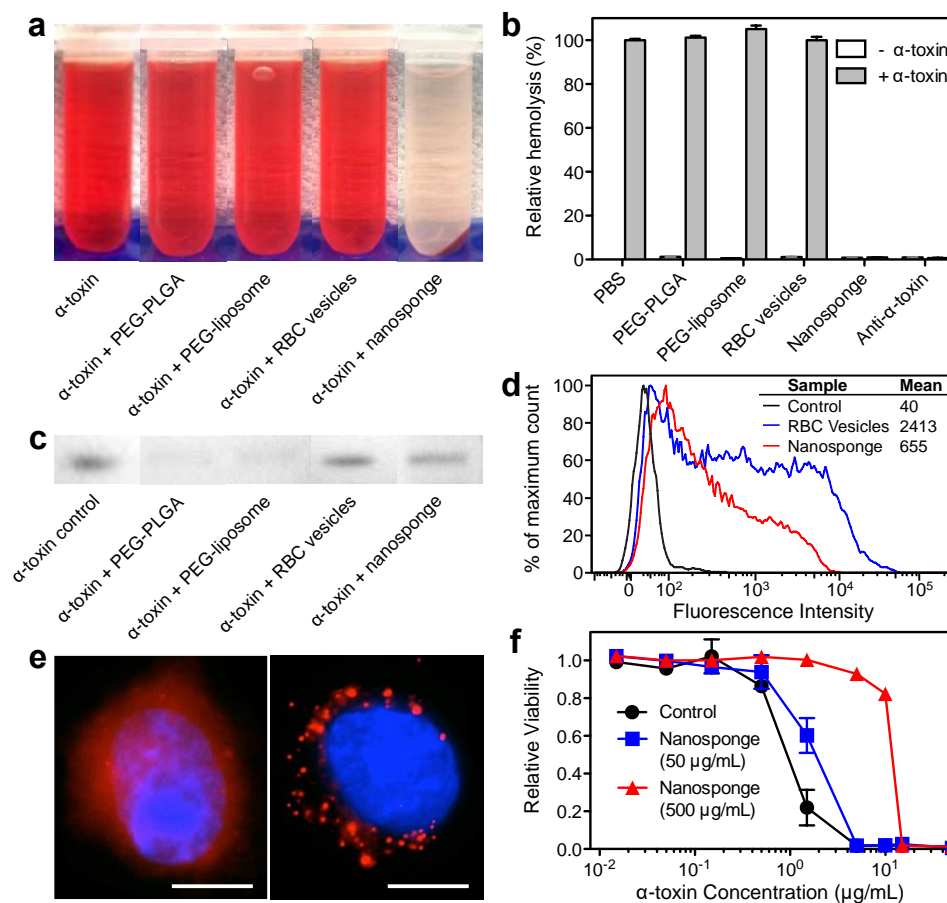 a
α-toxin
α-toxin + PEG-PLGA
α-toxin + PEG-liposome
α-toxin + RBC vesicles
α-toxin + nanosponge
b
Relative hemolysis (%)
100
80
60
40
20
0
- α-toxin
+ α-toxin
PBS
PEG-PLGA
PEG-liposome
RBC vesicles
Nanosponge
Anti-α-toxin
c
α-toxin control
α-toxin + PEG-PLGA
α-toxin + PEG-liposome
α-toxin + RBC vesicles
α-toxin + nanosponge
d
% of maximum count
100
80
60
40
20
0
Sample Mean
Control 40
RBC Vesicles 2413
Nanosponge 655
0 10² 10³ 10⁴ 10⁵
Fluorescence Intensity
e
f
Relative Viability
1.0
0.8
0.6
0.4
0.2
0.0
Control
Nanosponge
(50 µg/mL)
Nanosponge
(500 µg/mL)
10⁻² 10⁻¹ 10⁰ 10¹
α-toxin Concentration (µg/mL)